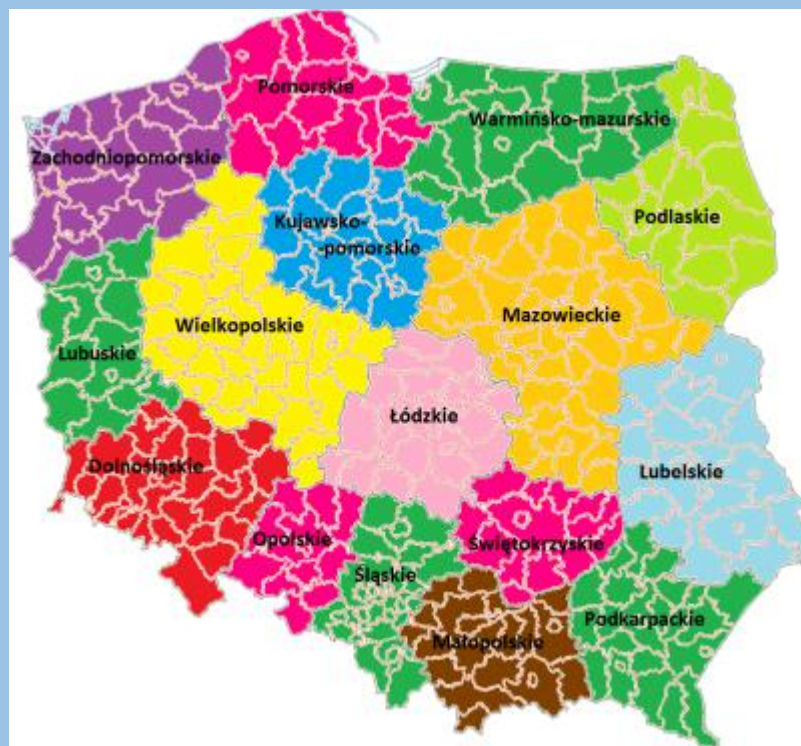 Pomorskie
Warmińsko-mazurskie
Zachodniopomorskie
Kujawsko-
-pomorskie
Podlaskie
Wielkopolskie
Mazowieckie
Lubuskie
Łódzkie
Dolnośląskie
Lubelskie
Opolskie
Świętokrzyskie
Śląskie
Podkarpackie
Małopolskie